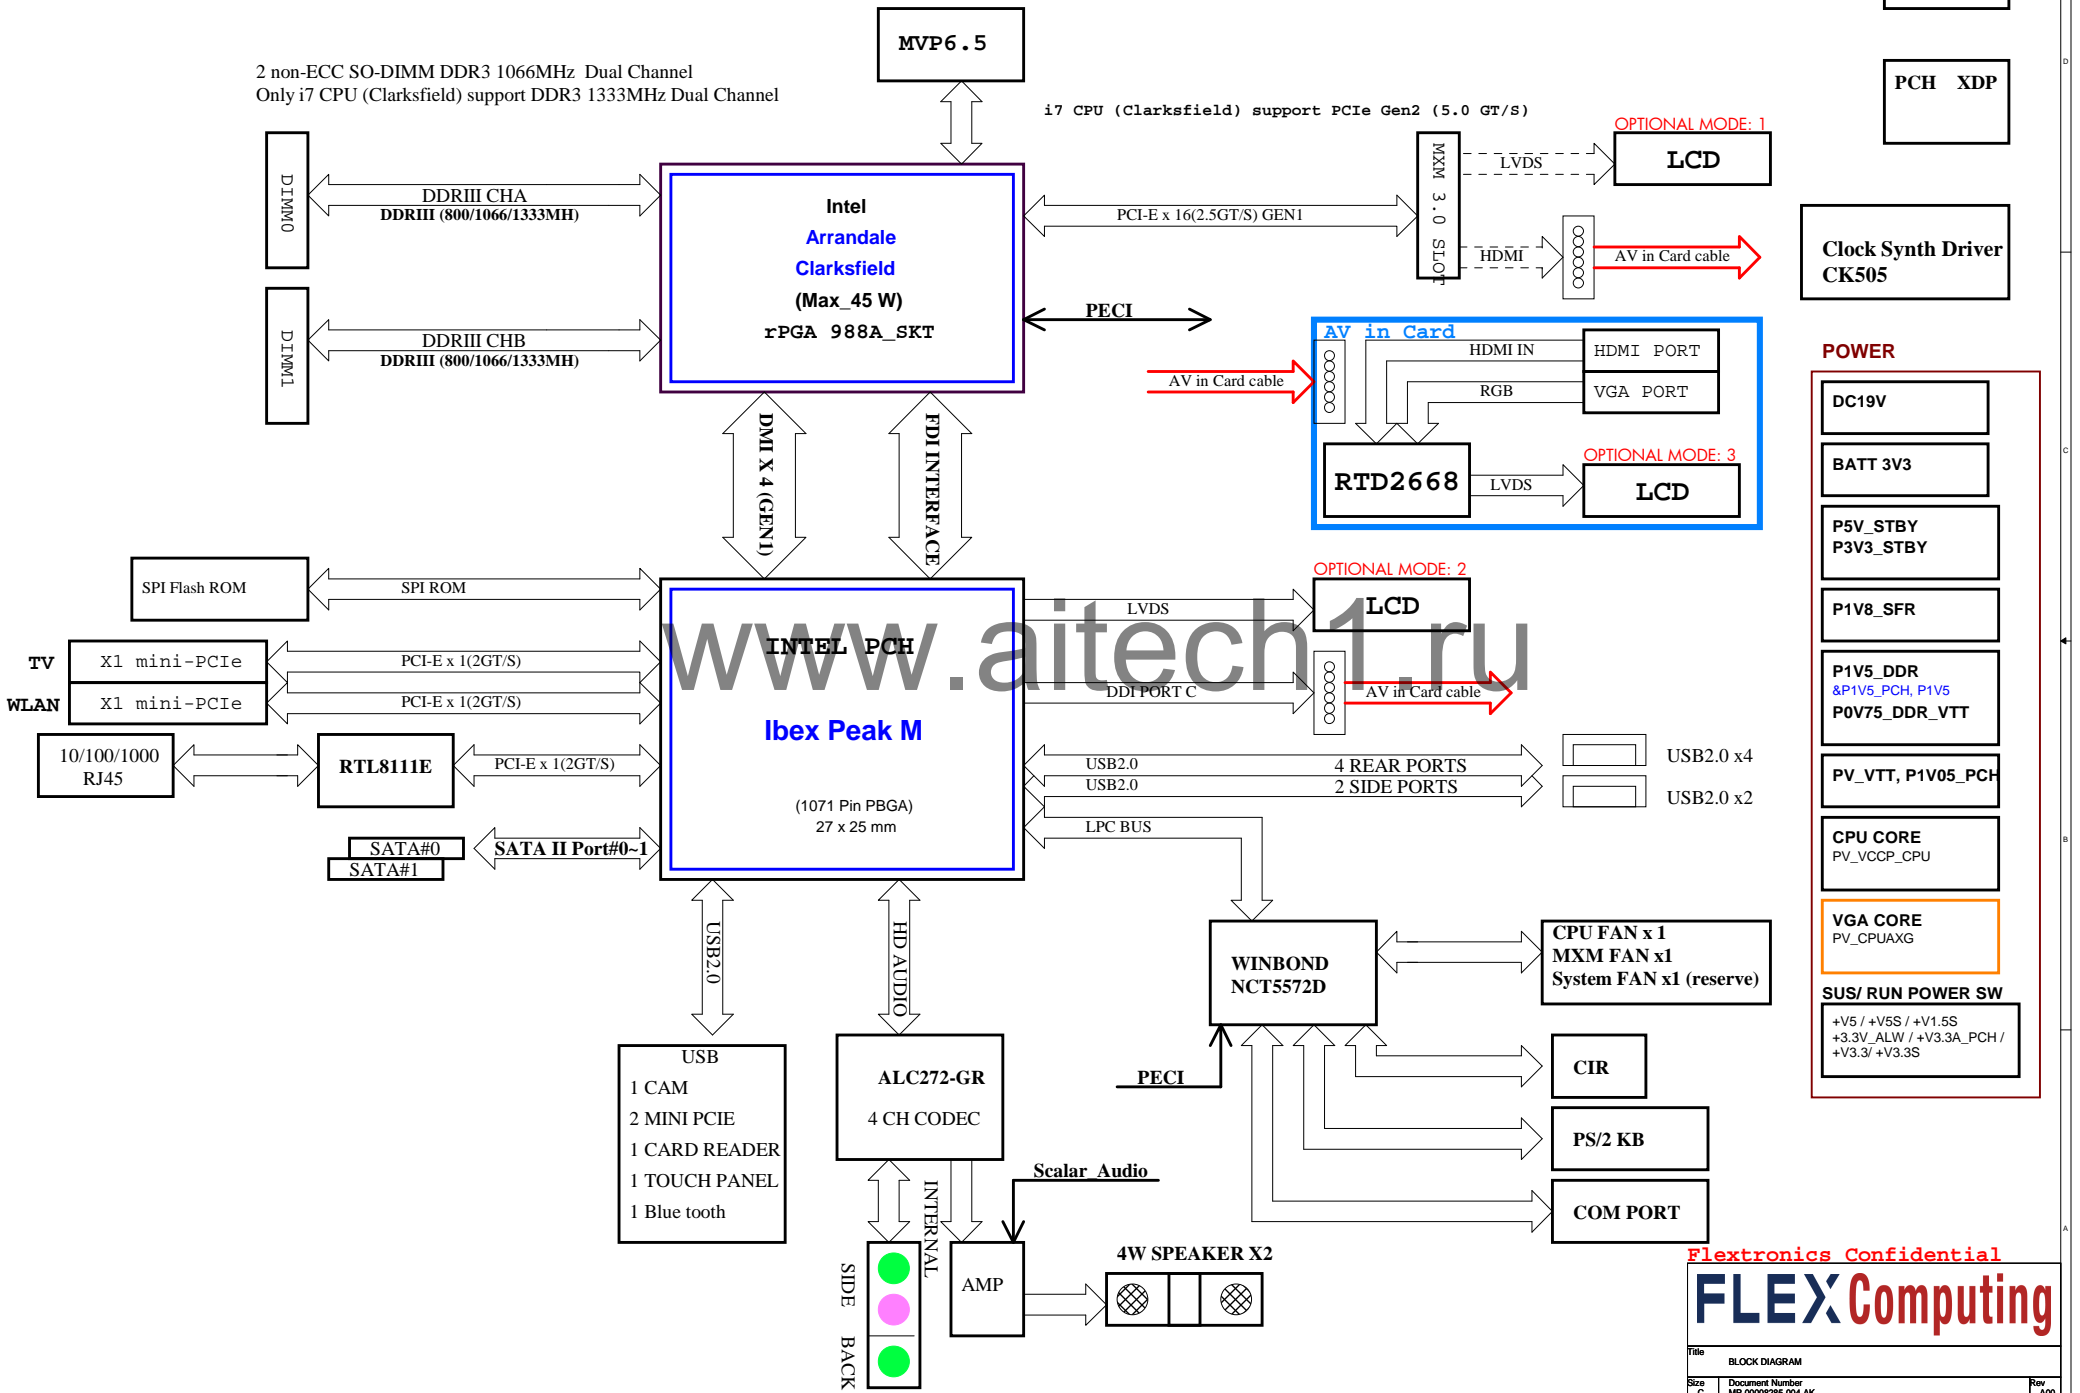 MVP6.5
2 non-ECC SO-DIMM DDR3 1066MHz  Dual Channel
Only i7 CPU (Clarksfield) support DDR3 1333MHz Dual Channel
i7 CPU (Clarksfield) support PCIe Gen2 (5.0 GT/S)
PCH    XDP
OPTIONAL MODE: 1
LCD
LVDS
MXM 3.0 SLOT
HDMI
AV in Card cable
DIMM0
DDRIII CHA
DDRIII (800/1066/1333MH)
DIMM1
DDRIII CHB
DDRIII (800/1066/1333MH)
Intel
Arrandale
Clarksfield
(Max_45 W)
rPGA 988A_SKT
PCI-E x 16(2.5GT/S) GEN1
PECI
Clock Synth Driver
CK505
AV in Card
HDMI IN
HDMI PORT
RGB
VGA PORT
AV in Card cable
RTD2668
LVDS
OPTIONAL MODE: 3
LCD
DMI X 4 (GEN1)
FDI INTERFACE
POWER
DC19V
BATT 3V3
P5V_STBY
P3V3_STBY
P1V8_SFR
P1V5_DDR
&P1V5_PCH, P1V5
P0V75_DDR_VTT
PV_VTT, P1V05_PCH
CPU CORE
PV_VCCP_CPU
VGA CORE
PV_CPUAXG
SUS/ RUN POWER SW
+V5 / +V5S / +V1.5S
+3.3V_ALW / +V3.3A_PCH /
+V3.3/ +V3.3S
SPI Flash ROM
SPI ROM
TV
X1 mini-PCIe
PCI-E x 1(2GT/S)
WLAN
X1 mini-PCIe
PCI-E x 1(2GT/S)
10/100/1000
RJ45
RTL8111E
PCI-E x 1(2GT/S)
SATA#0
SATA#1
SATA II Port#0~1
INTEL PCH
Ibex Peak M
(1071 Pin PBGA)
27 x 25 mm
www.aitech1.ru
OPTIONAL MODE: 2
LCD
LVDS
DDI PORT C
AV in Card cable
USB2.0
4 REAR PORTS
USB2.0 x4
USB2.0
2 SIDE PORTS
USB2.0 x2
LPC BUS
USB2.0
HD AUDIO
WINBOND
NCT5572D
CPU FAN x 1
MXM FAN x1
System FAN x1 (reserve)
PECI
CIR
PS/2 KB
COM PORT
USB
1 CAM
2 MINI PCIE
1 CARD READER
1 TOUCH PANEL
1 Blue tooth
ALC272-GR
4 CH CODEC
INTERNAL
Scalar_Audio
AMP
4W SPEAKER X2
SIDE
BACK
Flextronics Confidential
FLEX Computing
Title
BLOCK DIAGRAM
Size
Document Number
Rev
D
C
B
A